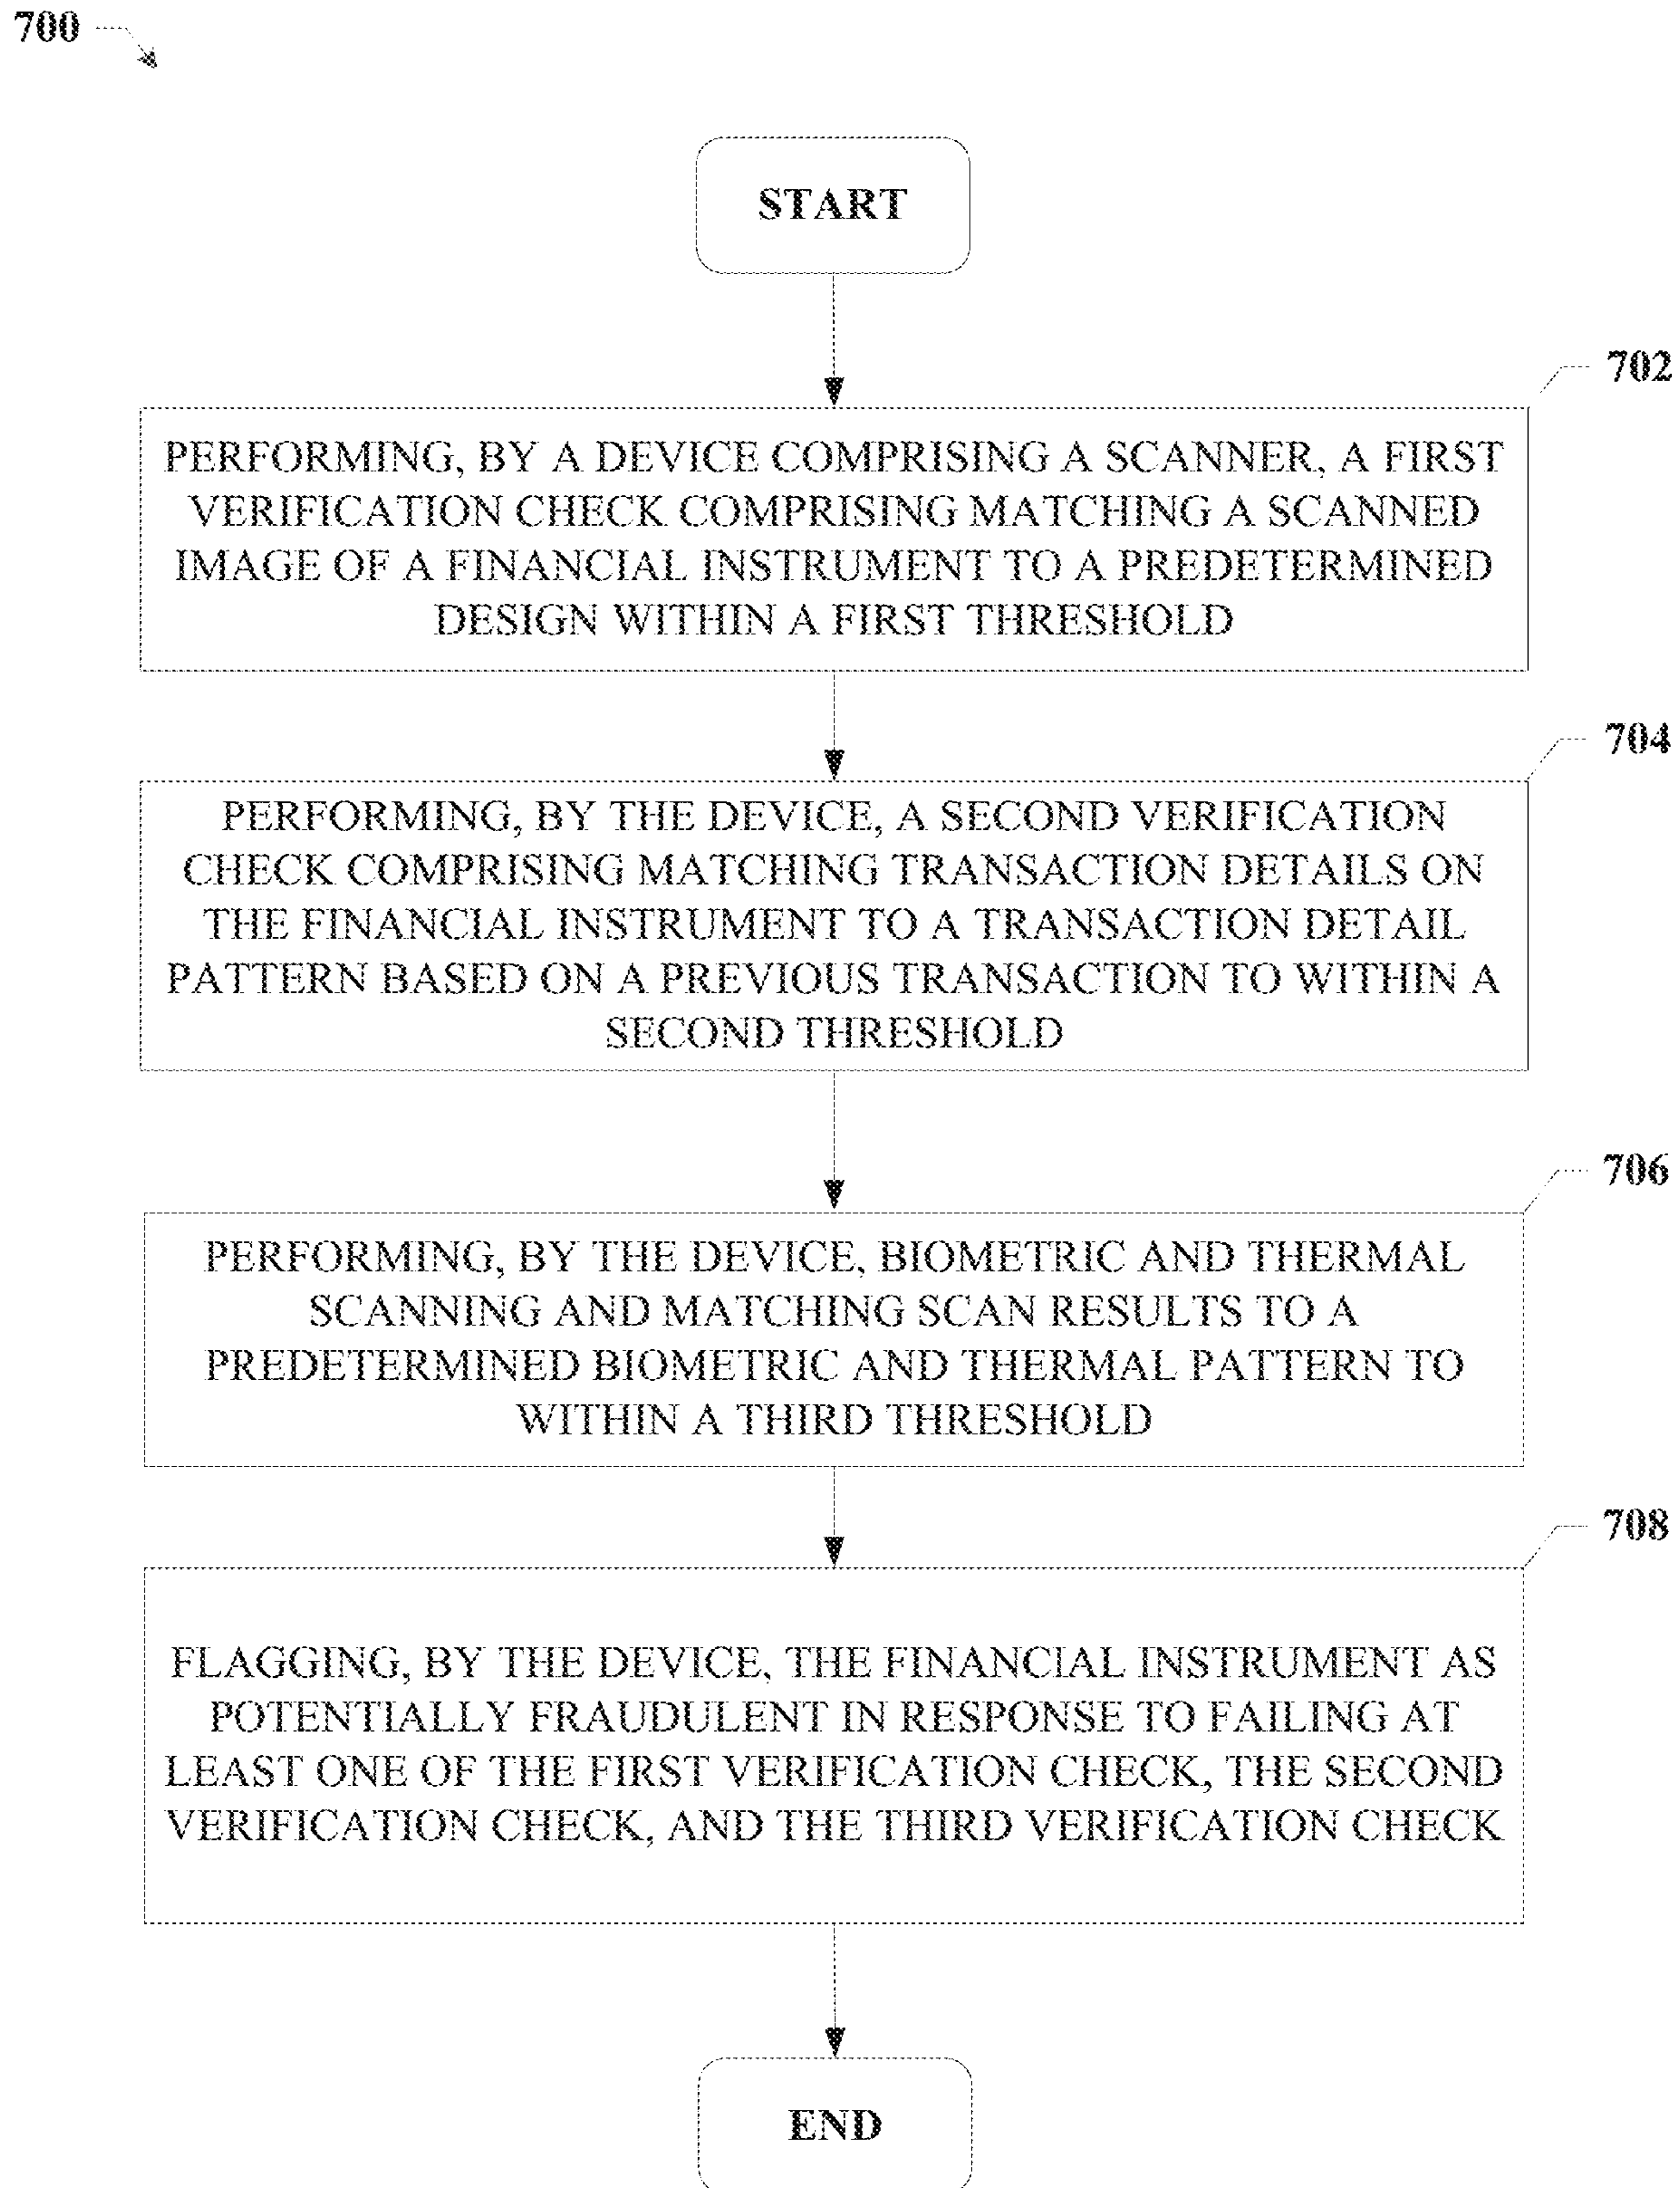 700
START
702
PERFORMING, BY A DEVICE COMPRISING A SCANNER, A FIRST
VERIFICATION CHECK COMPRISING MATCHING A SCANNED
IMAGE OF A FINANCIAL INSTRUMENT TO A PREDETERMINED
DESIGN WITHIN A FIRST THRESHOLD
704
PERFORMING, BY THE DEVICE, A SECOND VERIFICATION
CHECK COMPRISING MATCHING TRANSACTION DETAILS ON
THE FINANCIAL INSTRUMENT TO A TRANSACTION DETAIL
PATTERN BASED ON A PREVIOUS TRANSACTION TO WITHIN A
SECOND THRESHOLD
706
PERFORMING, BY THE DEVICE, BIOMETRIC AND THERMAL
SCANNING AND MATCHING SCAN RESULTS TO A
PREDETERMINED BIOMETRIC AND THERMAL PATTERN TO
WITHIN A THIRD THRESHOLD
708
FLAGGING, BY THE DEVICE, THE FINANCIAL INSTRUMENT AS
POTENTIALLY FRAUDULENT IN RESPONSE TO FAILING AT
LEAST ONE OF THE FIRST VERIFICATION CHECK, THE SECOND
VERIFICATION CHECK, AND THE THIRD VERIFICATION CHECK
END